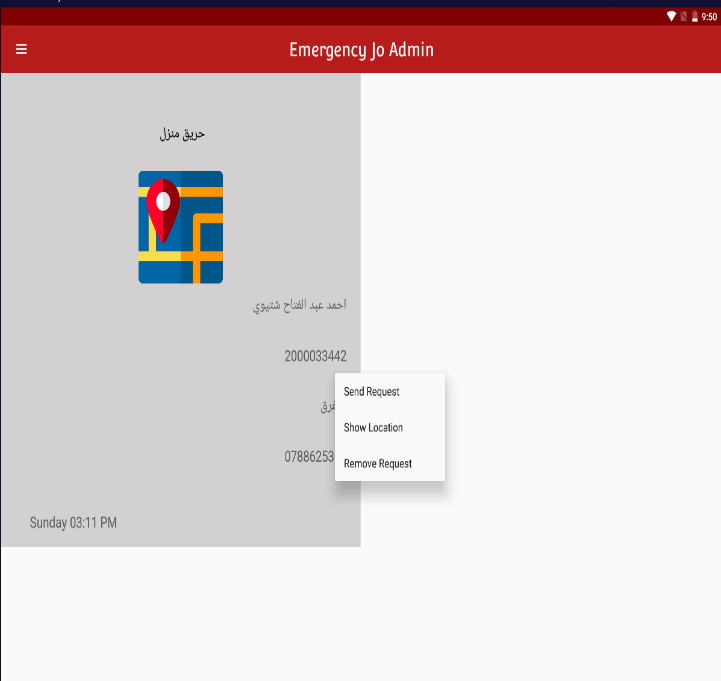 9:50
Emergency Jo Admin
حريق منزل
احمد عبد الفتاح شتيوي
2000033442
Send Request
Show Location
Remove Request
07886253
Sunday 03:11 PM